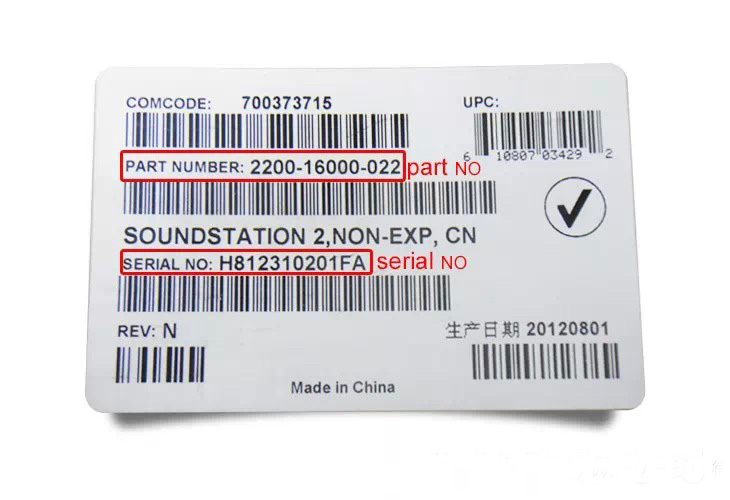 COMCODE: 700373715
UPC:
6 10807 03429 2
PART NUMBER: 2200-16000-022 part NO
SOUNDSTATION 2,NON-EXP, CN
SERIAL NO: H812310201FA serial NO
REV: N
生产日期 20120801
Made in China